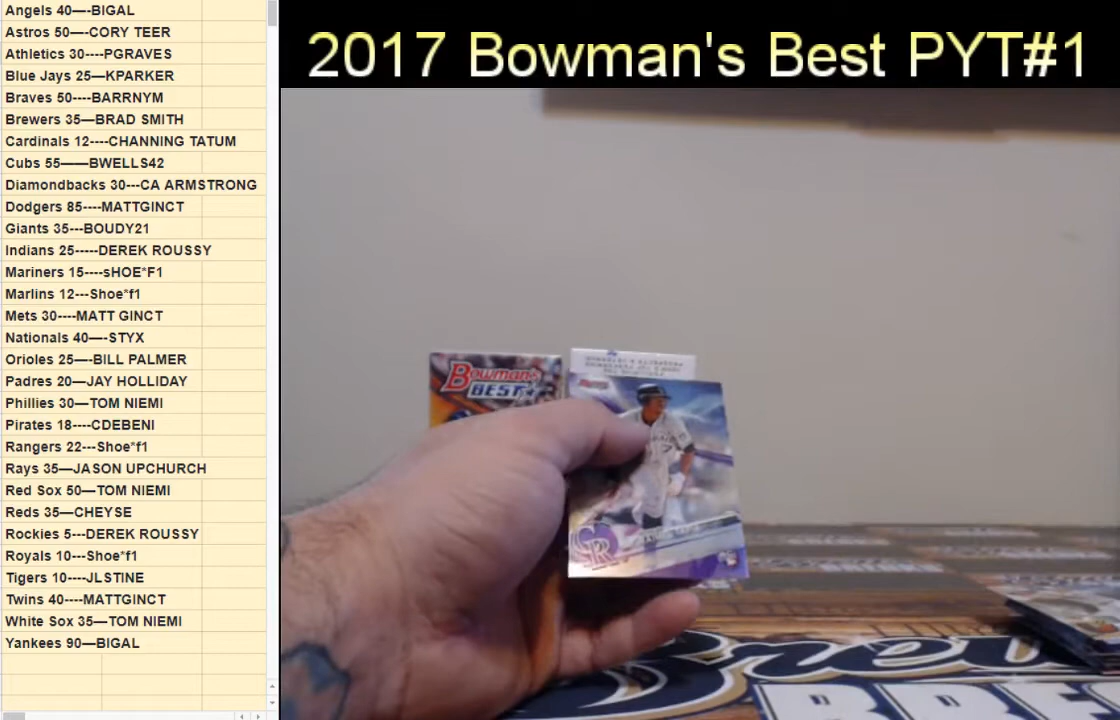 Angels 40—-BIGAL
Astros 50—-CORY TEER
Athletics 30----PGRAVES
Blue Jays 25—KPARKER
Braves 50----BARRNYM
Brewers 35—BRAD SMITH
Cardinals 12----CHANNING TATUM
Cubs 55——BWELLS42
Diamondbacks 30---CA ARMSTRONG
Dodgers 85----MATTGINCT
Giants 35---BOUDY21
Indians 25-----DEREK ROUSSY
Mariners 15----sHOE*F1
Marlins 12---Shoe*f1
Mets 30----MATT GINCT
Nationals 40—-STYX
Orioles 25—-BILL PALMER
Padres 20—JAY HOLLIDAY
Phillies 30—TOM NIEMI
Pirates 18----CDEBENI
Rangers 22---Shoe*f1
Rays 35—JASON UPCHURCH
Red Sox 50—TOM NIEMI
Reds 35—CHEYSE
Rockies 5---DEREK ROUSSY
Royals 10---Shoe*f1
Tigers 10----JLSTINE
Twins 40----MATTGINCT
White Sox 35—TOM NIEMI
Yankees 90—BIGAL
2017 Bowman's Best PYT#1
Bowman's
BEST
CR